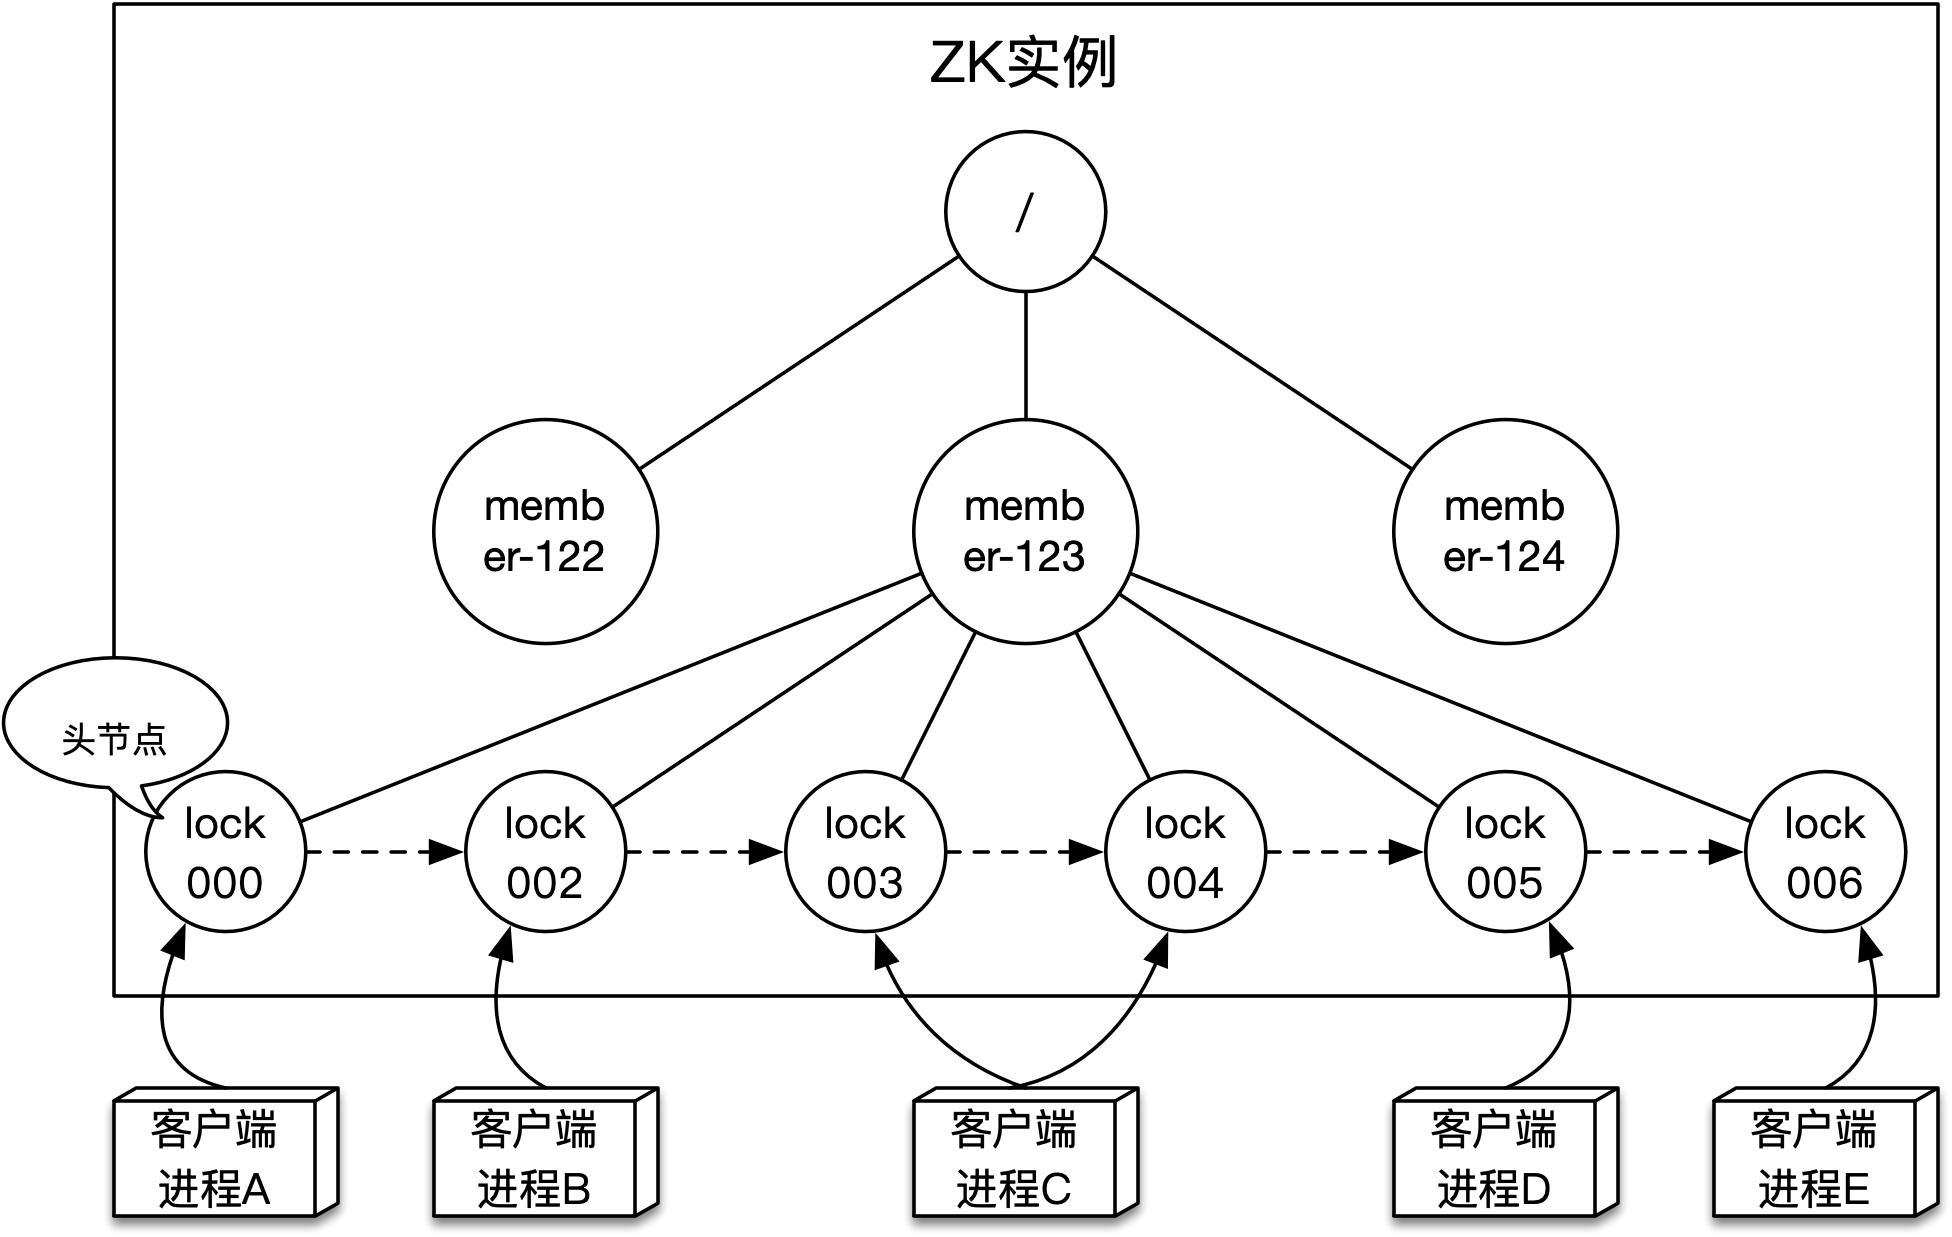 ZK实例
/
memb
er-122
memb
er-123
memb
er-124
头节点
lock
000
lock
002
lock
003
lock
004
lock
005
lock
006
客户端
进程A
客户端
进程B
客户端
进程C
客户端
进程D
客户端
进程E